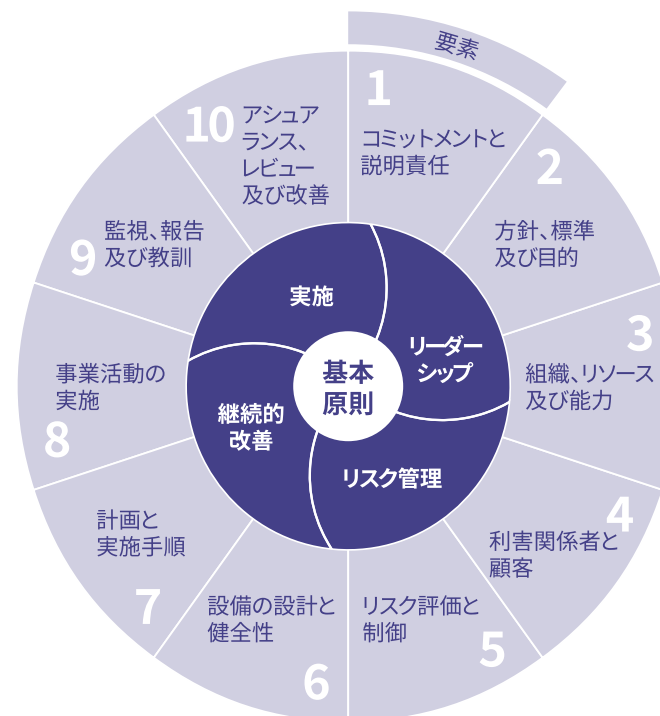 要素
1
コミットメントと
説明責任
2
方針、標準
及び目的
3
組織、リソース
及び能力
4
利害関係者と
顧客
5
リスク評価と
制御
6
設備の設計と
健全性
7
計画と
実施手順
8
事業活動の
実施
9
監視、報告
及び教訓
10
アシュア
ランス、
レビュー
及び改善
実施
リーダー
シップ
リスク管理
継続的
改善
基本
原則